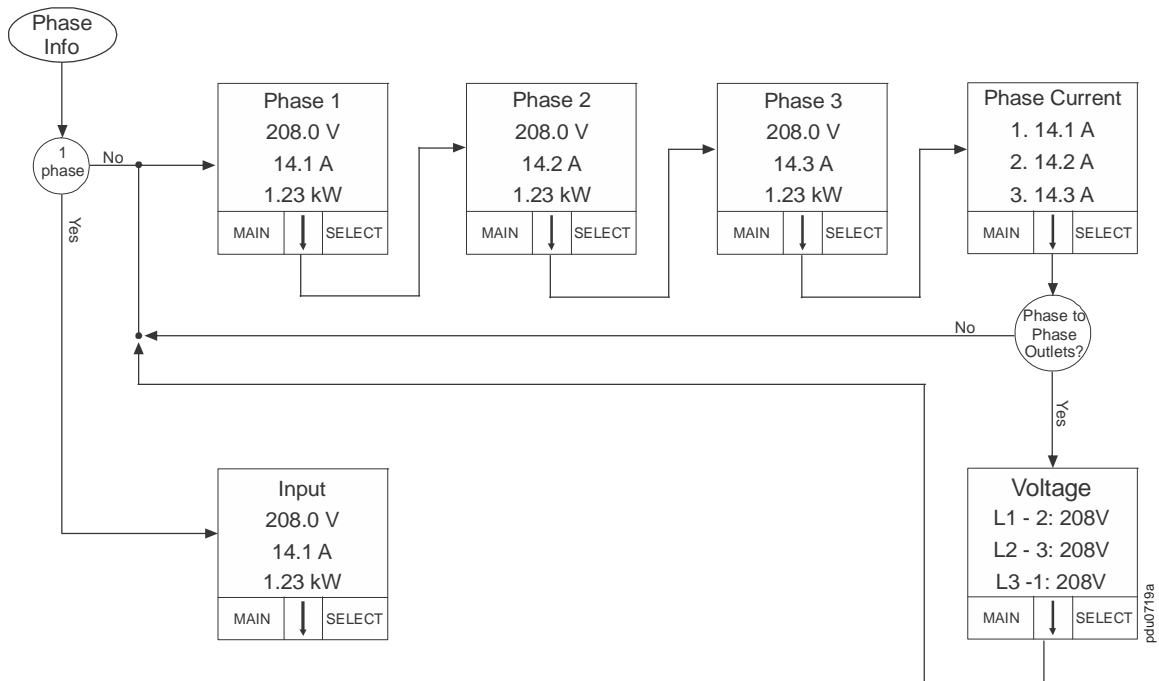 Phase
Info
1
phase
No
Yes
Phase 1
208.0 V
14.1 A
1.23 kW
MAIN
SELECT
Phase 2
208.0 V
14.2 A
1.23 kW
MAIN
SELECT
Phase 3
208.0 V
14.3 A
1.23 kW
MAIN
SELECT
Phase Current
1. 14.1 A
2. 14.2 A
3. 14.3 A
MAIN
SELECT
Phase to
Phase
Outlets?
No
Yes
Input
208.0 V
14.1 A
1.23 kW
MAIN
SELECT
Voltage
L1 - 2: 208V
L2 - 3: 208V
L3 -1: 208V
MAIN
SELECT
pdu0719a